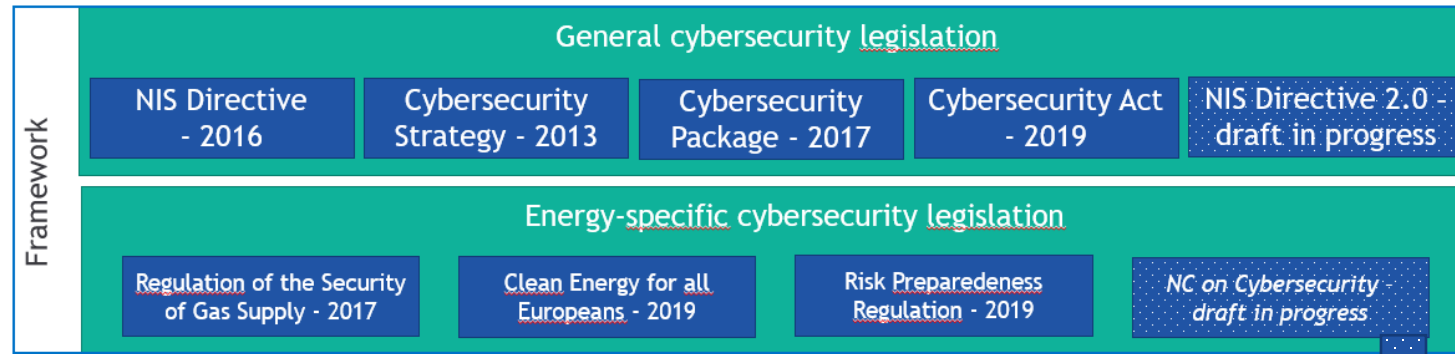 Framework
General cybersecurity legislation
NIS Directive
- 2016
Cybersecurity
Strategy - 2013
Cybersecurity
Package - 2017
Cybersecurity Act
- 2019
NIS Directive 2.0 -
draft in progress
Energy-specific cybersecurity legislation
Regulation of the Security
of Gas Supply - 2017
Clean Energy for all
Europeans - 2019
Risk Preparedeness
Regulation - 2019
NC on Cybersecurity -
draft in progress